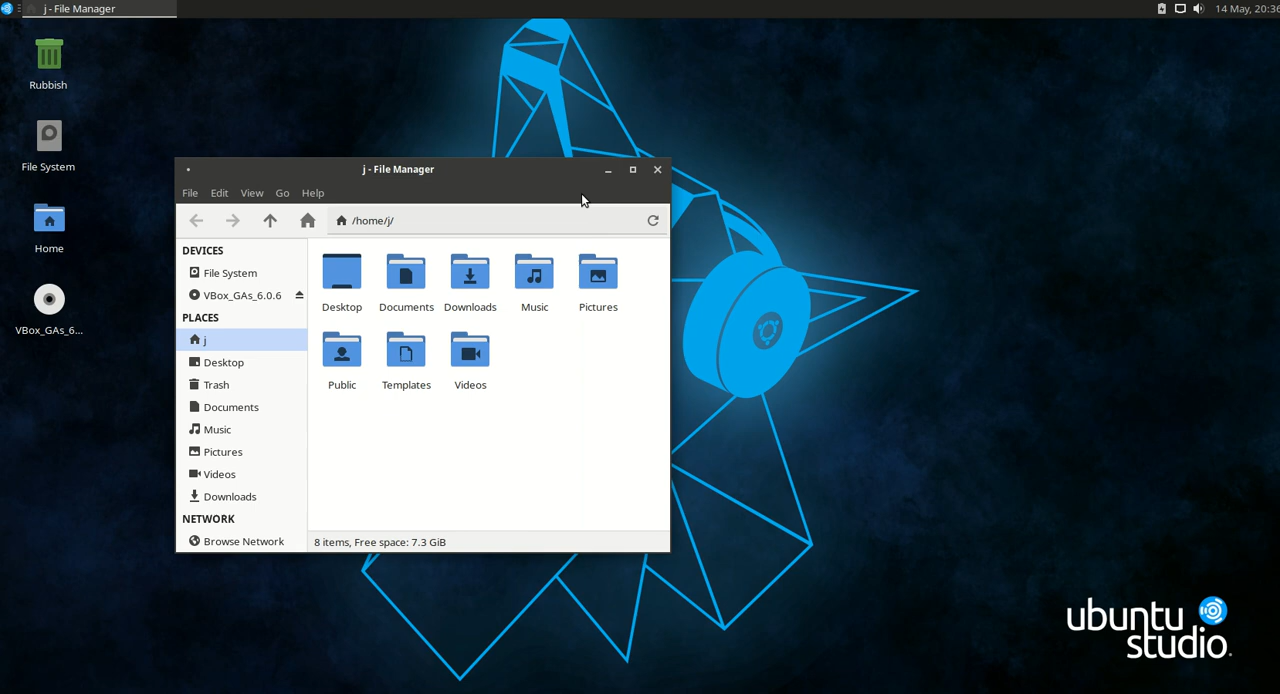 j - File Manager
14 May, 20:36
Rubbish
File System
Home
VBox_GAs_6...
j - File Manager
File Edit View Go Help
/home/j/
DEVICES
File System
VBox_GAs_6.0.6
PLACES
j
Desktop
Trash
Documents
Music
Pictures
Videos
Downloads
NETWORK
Browse Network
Desktop Documents Downloads Music Pictures
Public Templates Videos
8 items, Free space: 7.3 GiB
ubuntu
studio.